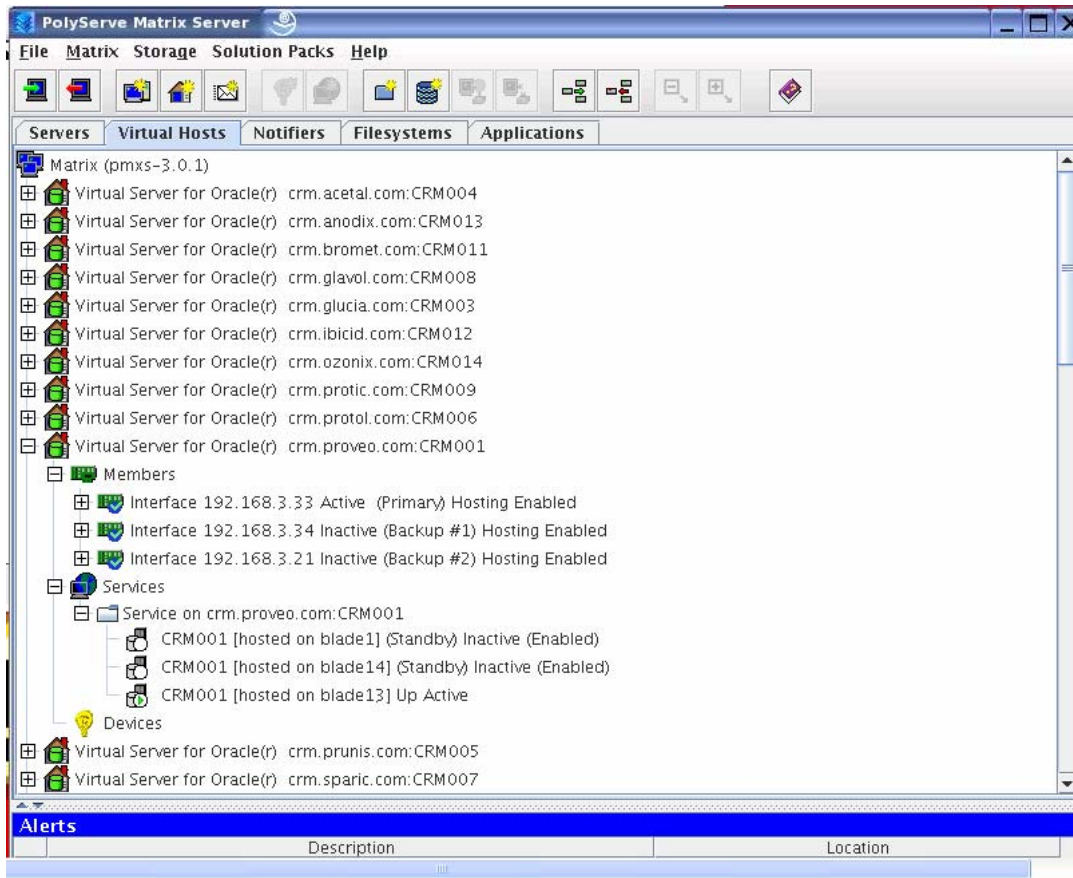 PolyServe Matrix Server
File Matrix Storage Solution Packs Help
Servers Virtual Hosts Notifiers Filesystems Applications
Matrix (pmxs-3.0.1)
Virtual Server for Oracle(r) crm.acetal.com:CRM004
Virtual Server for Oracle(r) crm.anodix.com:CRM013
Virtual Server for Oracle(r) crm.bromet.com:CRM011
Virtual Server for Oracle(r) crm.glavol.com:CRM008
Virtual Server for Oracle(r) crm.glucia.com:CRM003
Virtual Server for Oracle(r) crm.ibicid.com:CRM012
Virtual Server for Oracle(r) crm.ozonix.com:CRM014
Virtual Server for Oracle(r) crm.protic.com:CRM009
Virtual Server for Oracle(r) crm.protol.com:CRM006
Virtual Server for Oracle(r) crm.proveo.com:CRM001
Members
Interface 192.168.3.33 Active (Primary) Hosting Enabled
Interface 192.168.3.34 Inactive (Backup #1) Hosting Enabled
Interface 192.168.3.21 Inactive (Backup #2) Hosting Enabled
Services
Service on crm.proveo.com:CRM001
CRM001 [hosted on blade1] (Standby) Inactive (Enabled)
CRM001 [hosted on blade14] (Standby) Inactive (Enabled)
CRM001 [hosted on blade13] Up Active
Devices
Virtual Server for Oracle(r) crm.prunis.com:CRM005
Virtual Server for Oracle(r) crm.sparic.com:CRM007
Alerts
Description Location